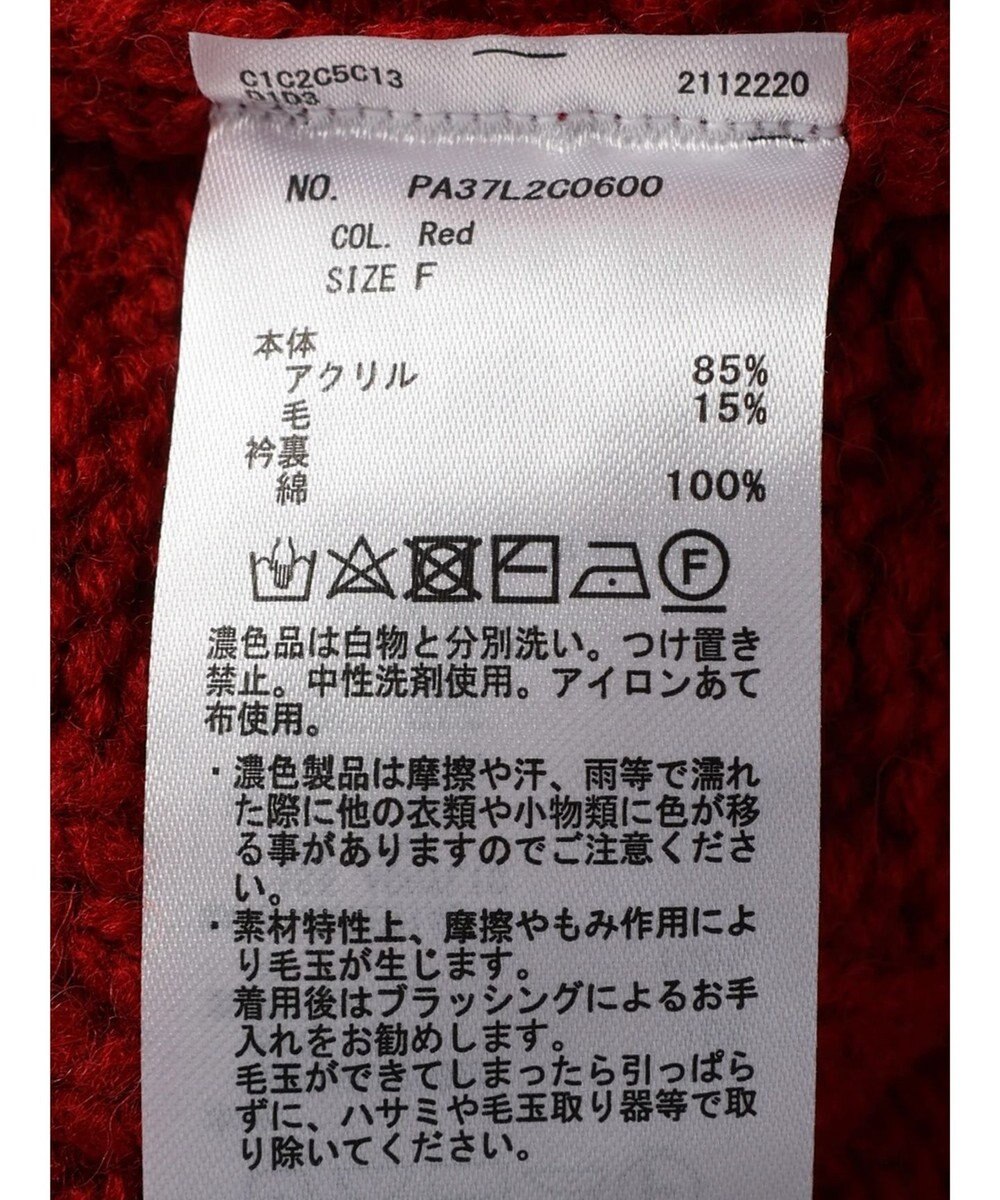 C1C2C5C13
2112220
D1D3
NO. PA37L2C0600
COL. Red
SIZE F
本体
アクリル 85%
毛 15%
衿裏
綿 100%
F
濃色品は白物と分別洗い。つけ置き
禁止。中性洗剤使用。アイロンあて
布使用。
・濃色製品は摩擦や汗、雨等で濡れ
た際に他の衣類や小物類に色が移
る事がありますのでご注意くださ
い。
・素材特性上、摩擦やもみ作用によ
り毛玉が生じます。
着用後はブラッシングによるお手
入れをお勧めします。
毛玉ができてしまったら引っぱら
ずに、ハサミや毛玉取り器等で取
り除いてください。